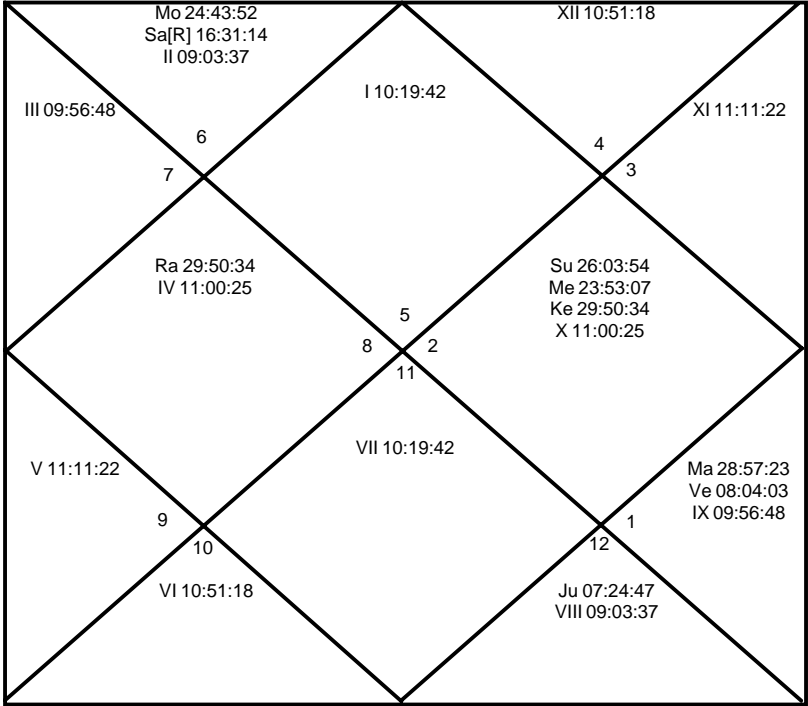 Mo 24:43:52
Sa[R] 16:31:14
II 09:03:37
XII 10:51:18
I 10:19:42
III 09:56:48
XI 11:11:22
6
4
7
3
Ra 29:50:34
IV 11:00:25
Su 26:03:54
Me 23:53:07
Ke 29:50:34
X 11:00:25
5
8
2
11
VII 10:19:42
V 11:11:22
Ma 28:57:23
Ve 08:04:03
IX 09:56:48
9
1
10
12
VI 10:51:18
Ju 07:24:47
VIII 09:03:37